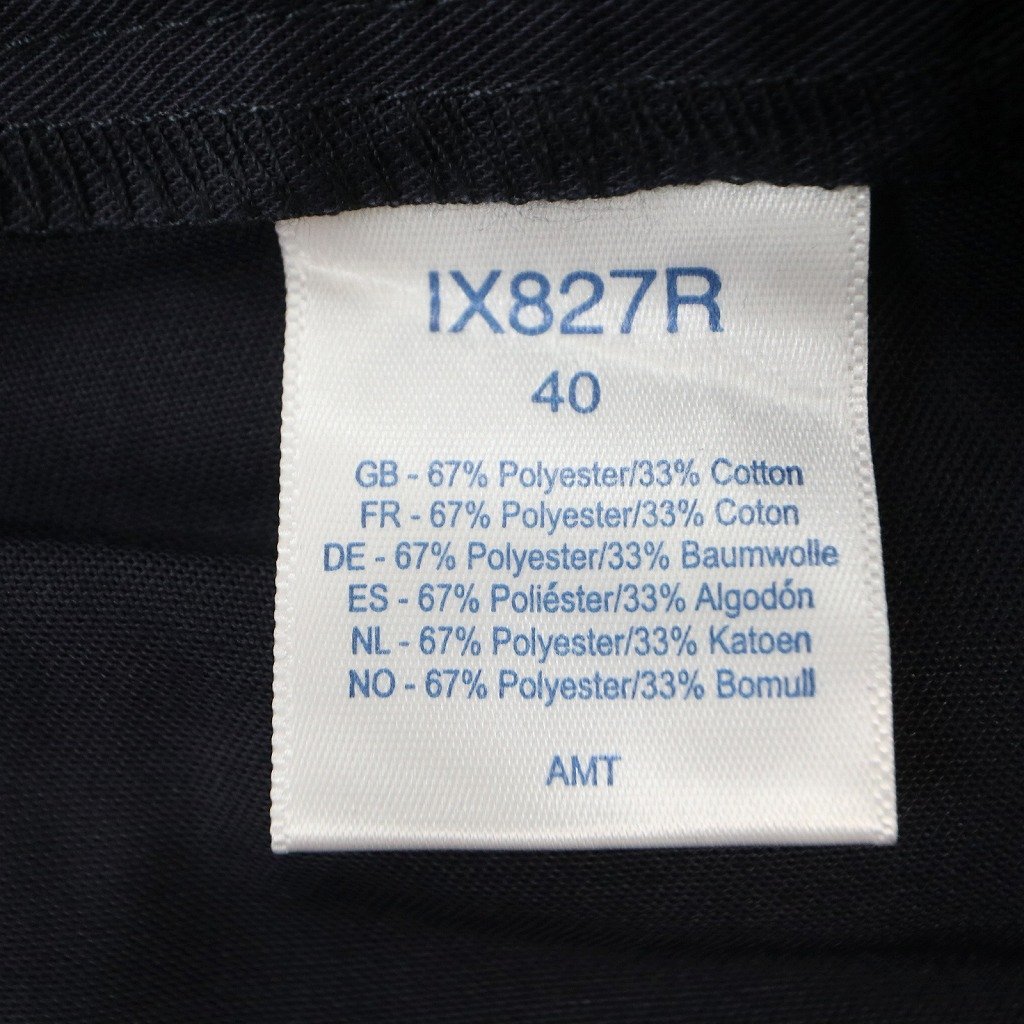 IX827R
40
GB - 67% Polyester/33% Cotton
FR - 67% Polyester/33% Coton
DE - 67% Polyester/33% Baumwolle
ES - 67% Poliéster/33% Algodón
NL - 67% Polyester/33% Katoen
NO - 67% Polyester/33% Bomull
AMT